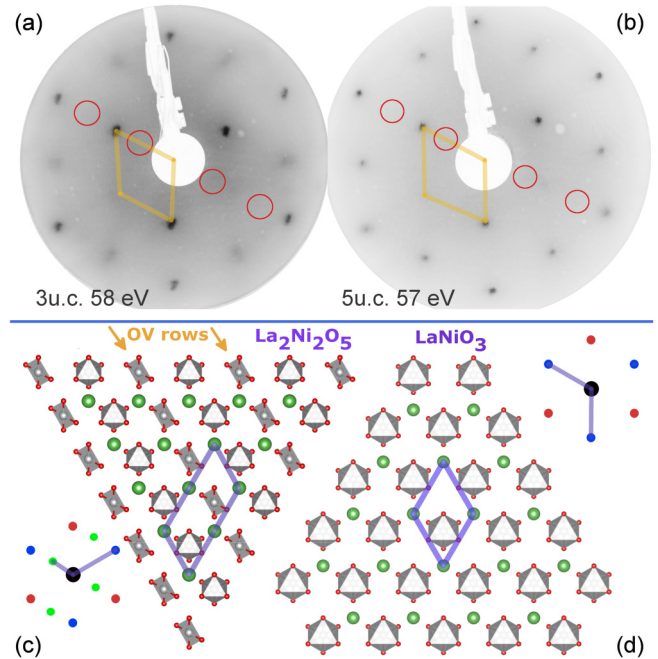 (a)
(b)
3u.c. 58 eV
5u.c. 57 eV
OV rows
La₂Ni₂O₅
LaNiO₃
(c)
(d)